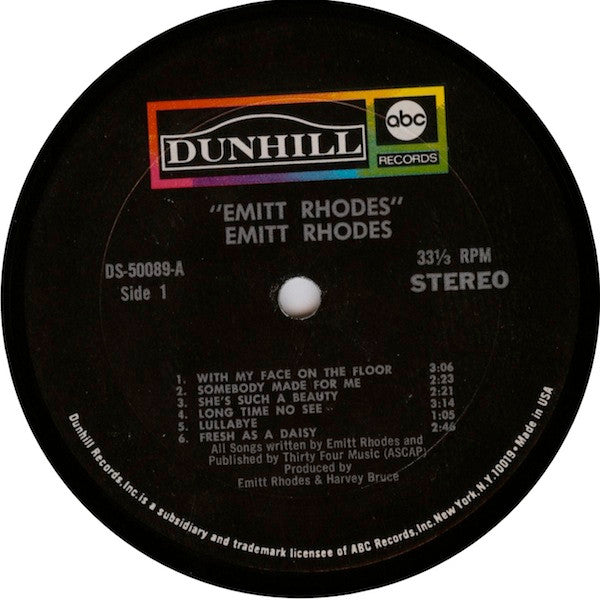 DUNHILL
abc
RECORDS
"EMITT RHODES"
EMITT RHODES
DS-50089-A
Side 1
33⅓ RPM
STEREO
1. WITH MY FACE ON THE FLOOR 3:06
2. SOMEBODY MADE FOR ME 2:23
3. SHE'S SUCH A BEAUTY 2:21
4. LONG TIME NO SEE 3:14
5. LULLABYE 1:05
6. FRESH AS A DAISY 2:46
All Songs written by Emitt Rhodes and
Published by Thirty Four Music (ASCAP)
Produced by
Emitt Rhodes & Harvey Bruce
Dunhill Records, Inc. is a subsidiary and trademark licensee of ABC Records, Inc. New York, N.Y. 10019 • Made in USA